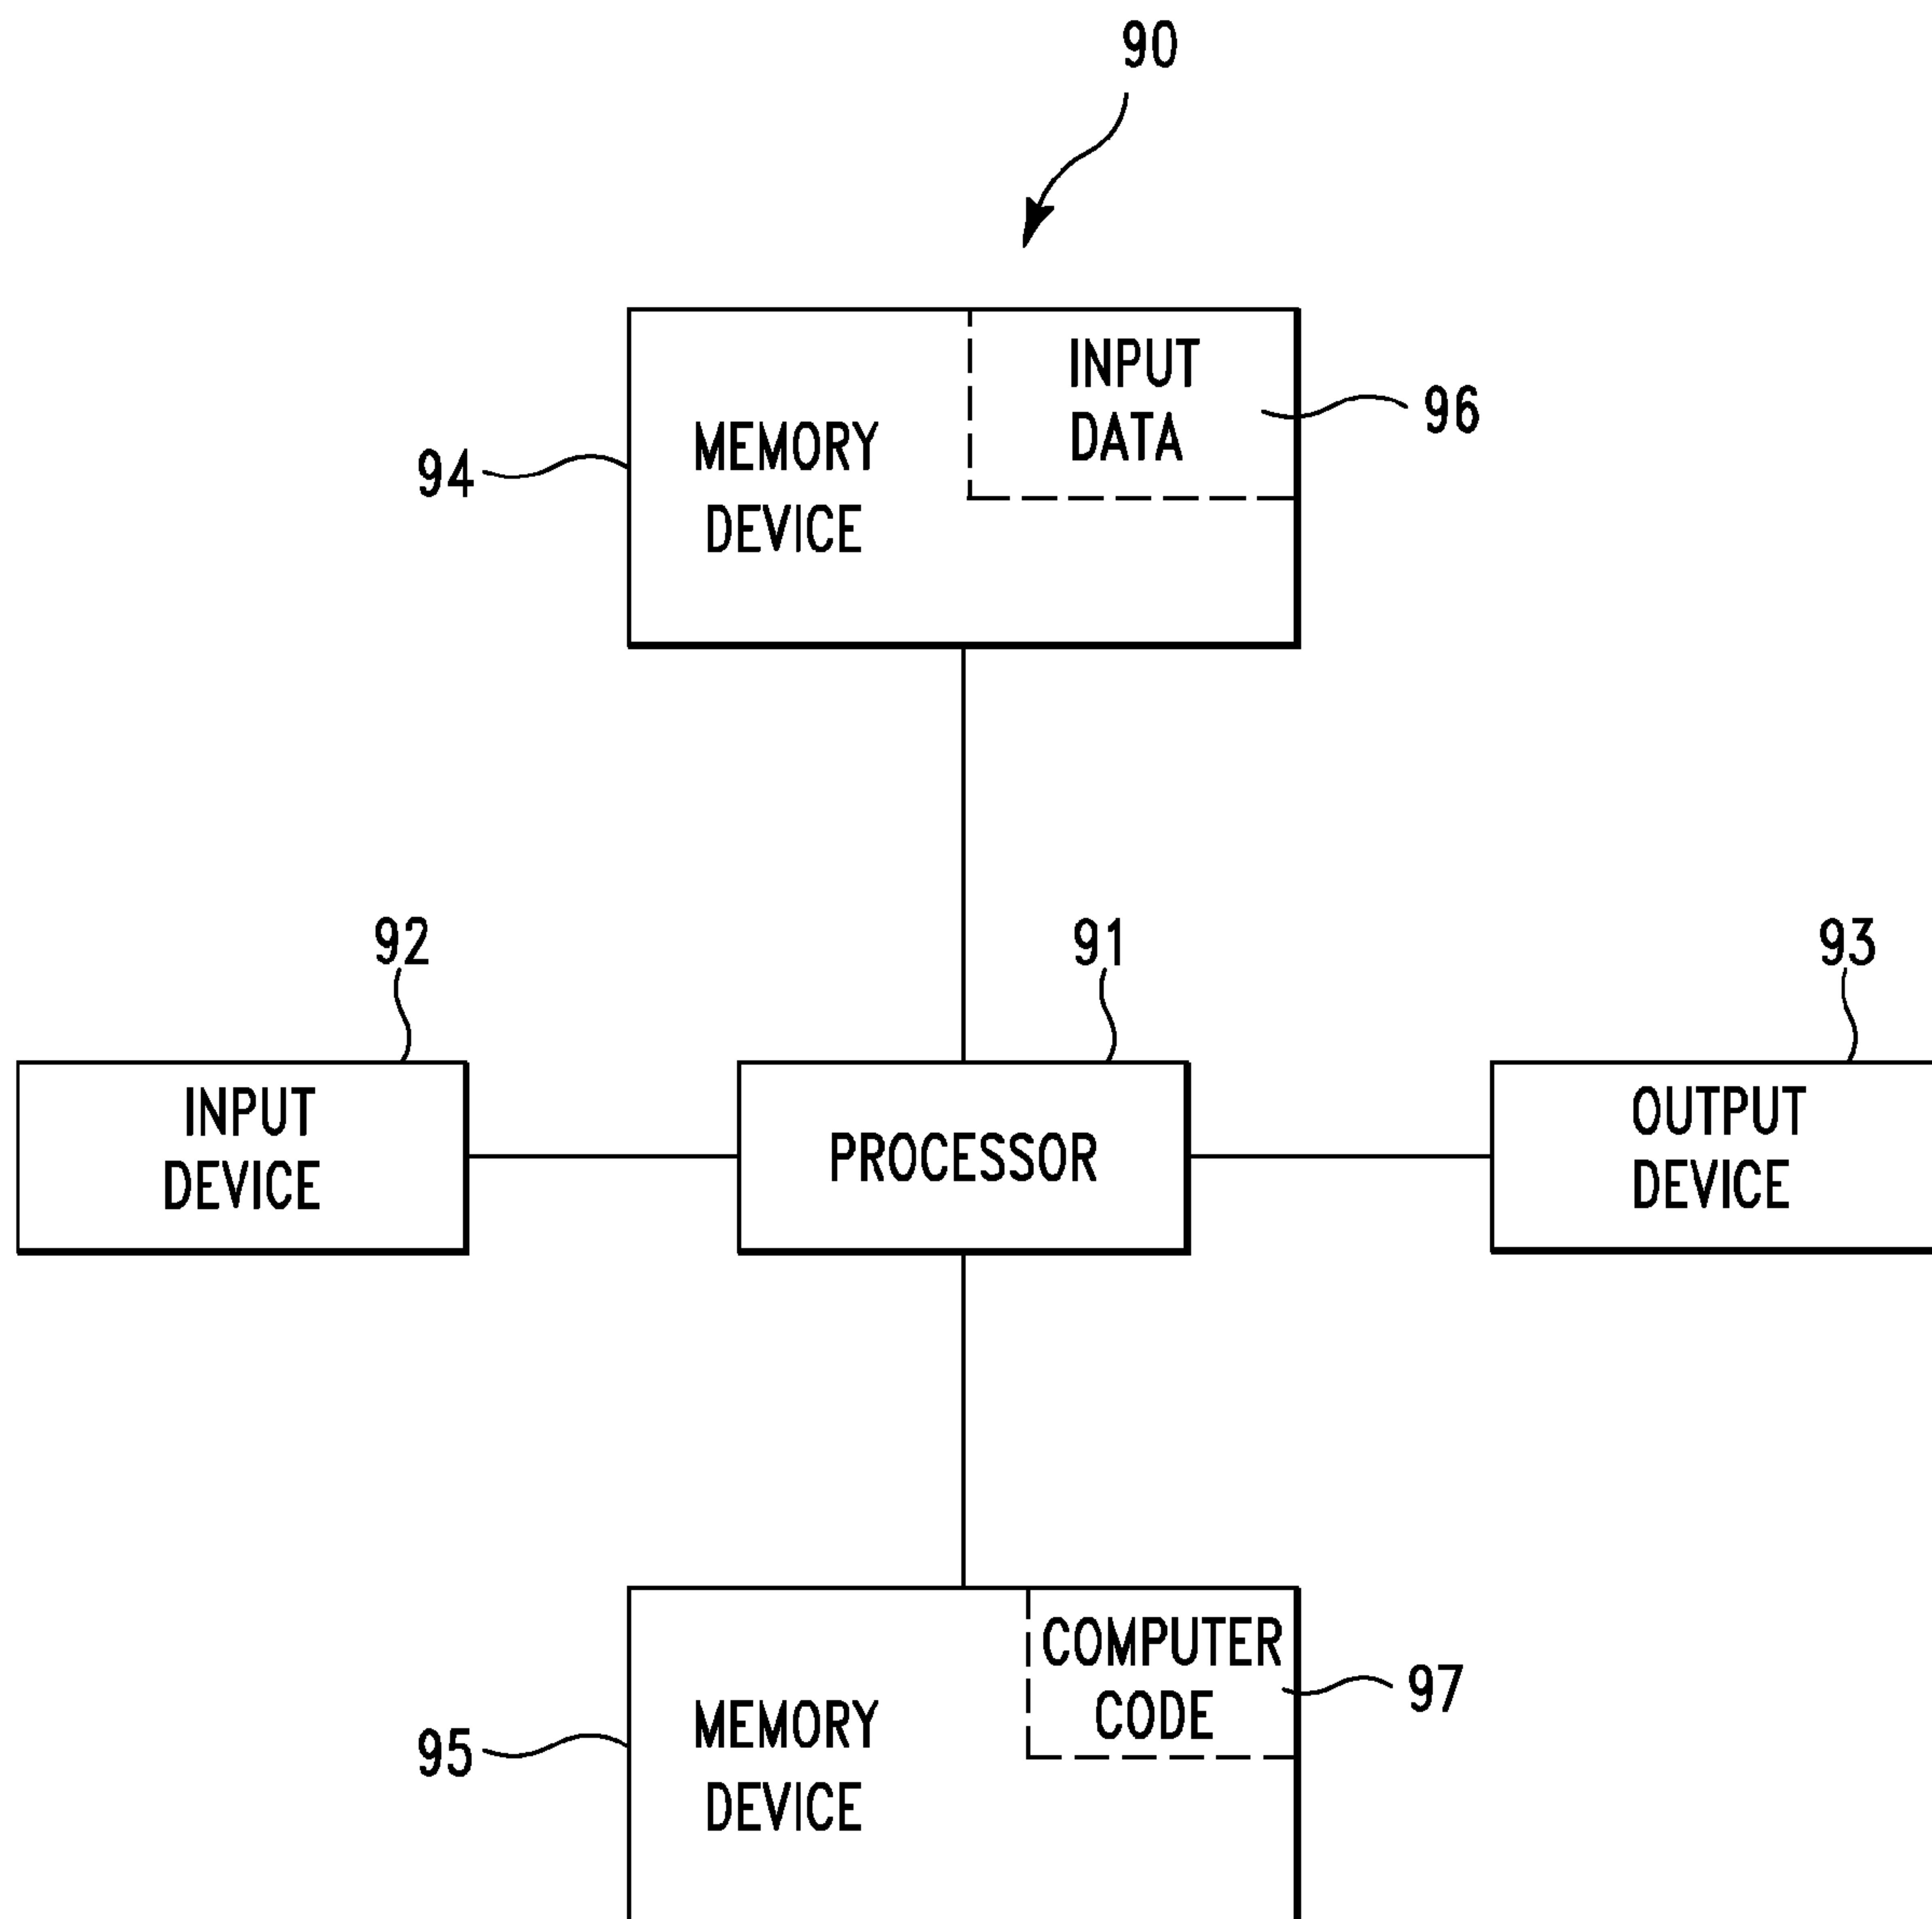 90
INPUT
DATA
96
MEMORY
DEVICE
94
92
91
93
INPUT
DEVICE
PROCESSOR
OUTPUT
DEVICE
COMPUTER
CODE
97
MEMORY
DEVICE
95